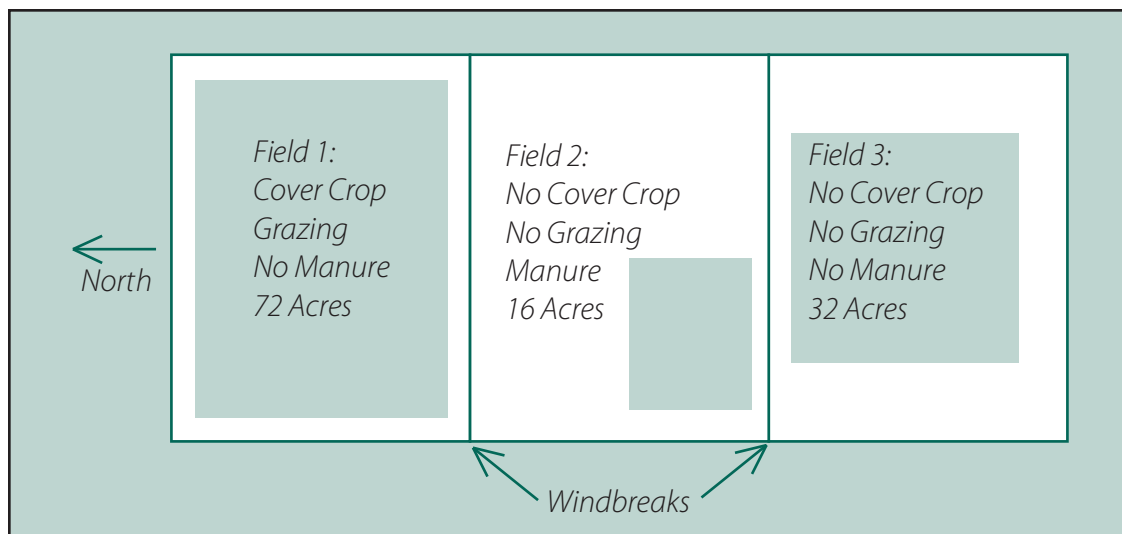 Field 1:
Cover Crop
Grazing
No Manure
72 Acres
Field 2:
No Cover Crop
No Grazing
Manure
16 Acres
Field 3:
No Cover Crop
No Grazing
No Manure
32 Acres
North
Windbreaks